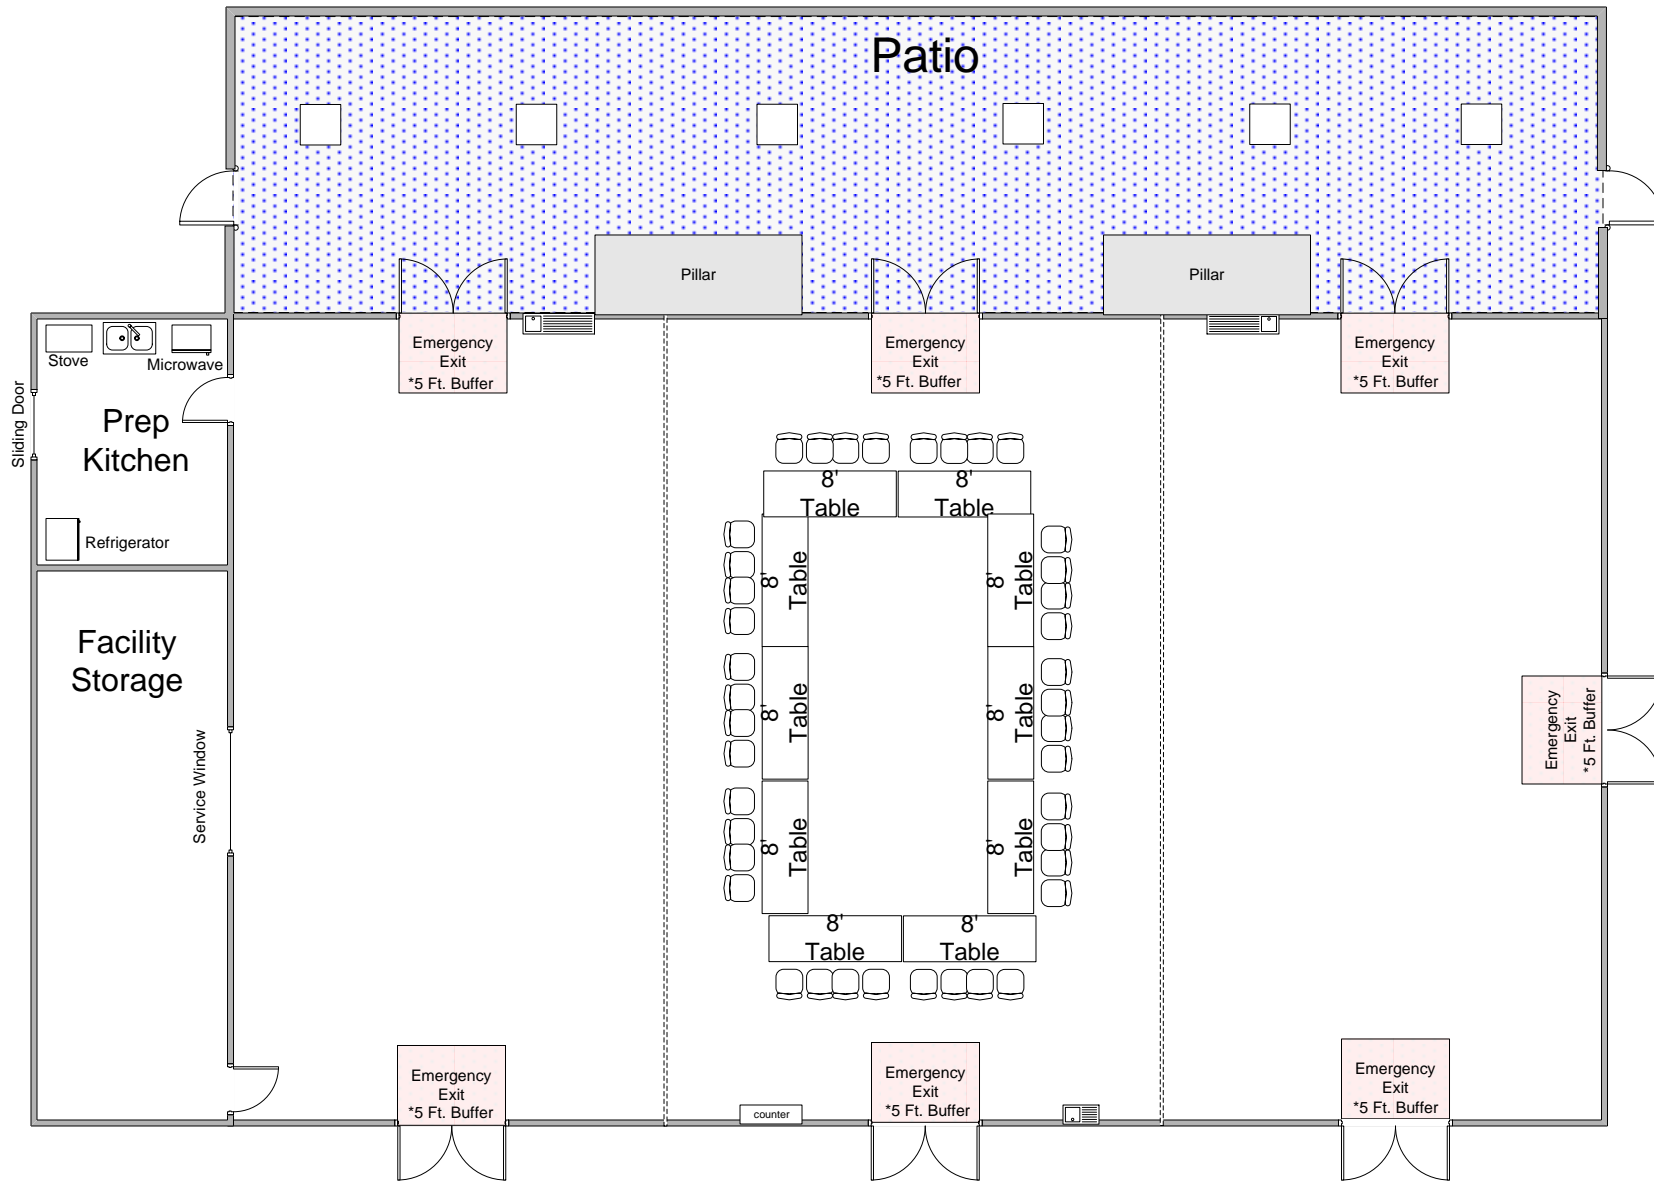 Patio
Pillar
Pillar
Emergency
Exit
*5 Ft. Buffer
Emergency
Exit
*5 Ft. Buffer
Emergency
Exit
*5 Ft. Buffer
Stove
Microwave
Sliding Door
Prep
Kitchen
Refrigerator
8'
Table
8'
Table
8'
Table
8'
Table
Facility
Storage
8'
Table
8'
Table
Emergency
Exit
*5 Ft. Buffer
Service Window
8'
Table
8'
Table
8'
Table
8'
Table
Emergency
Exit
*5 Ft. Buffer
Emergency
Exit
*5 Ft. Buffer
Emergency
Exit
*5 Ft. Buffer
counter